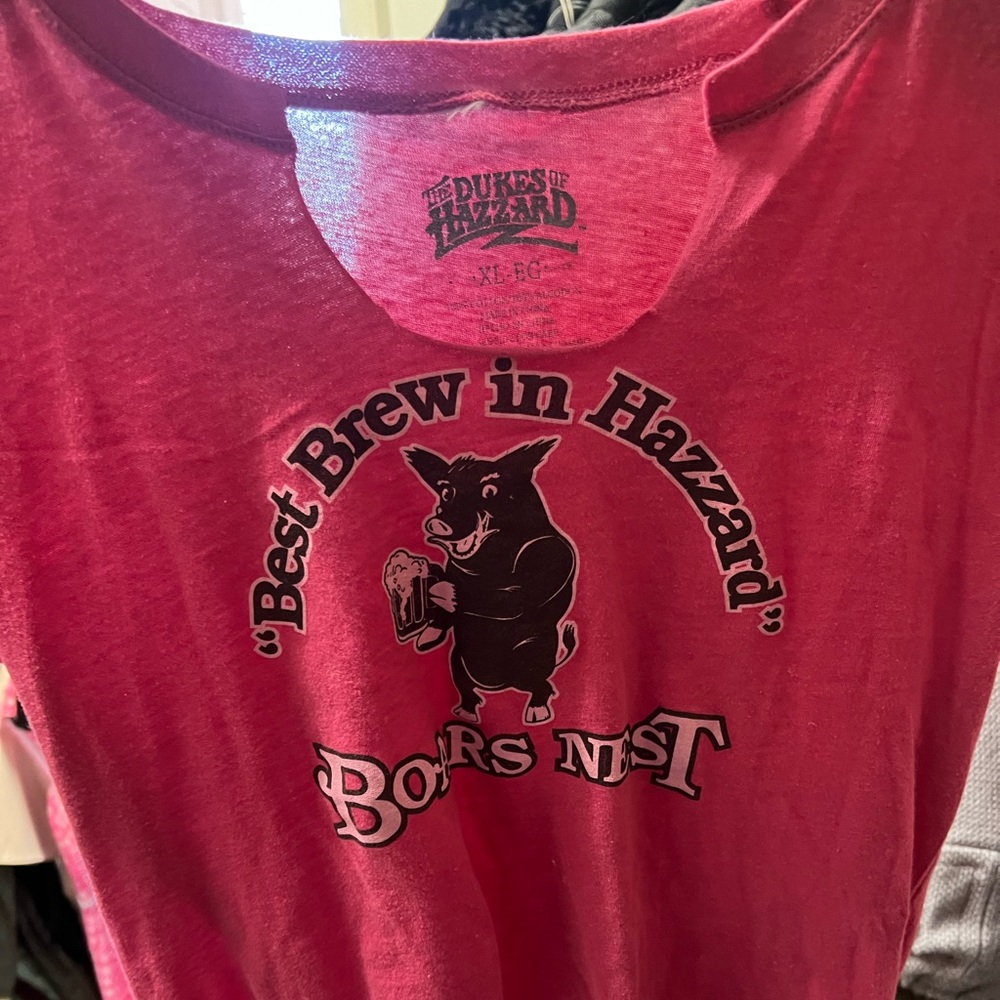 THE DUKES OF
HAZZARD
XL-EG
"Best Brew in Hazzard"
BOARS NEST